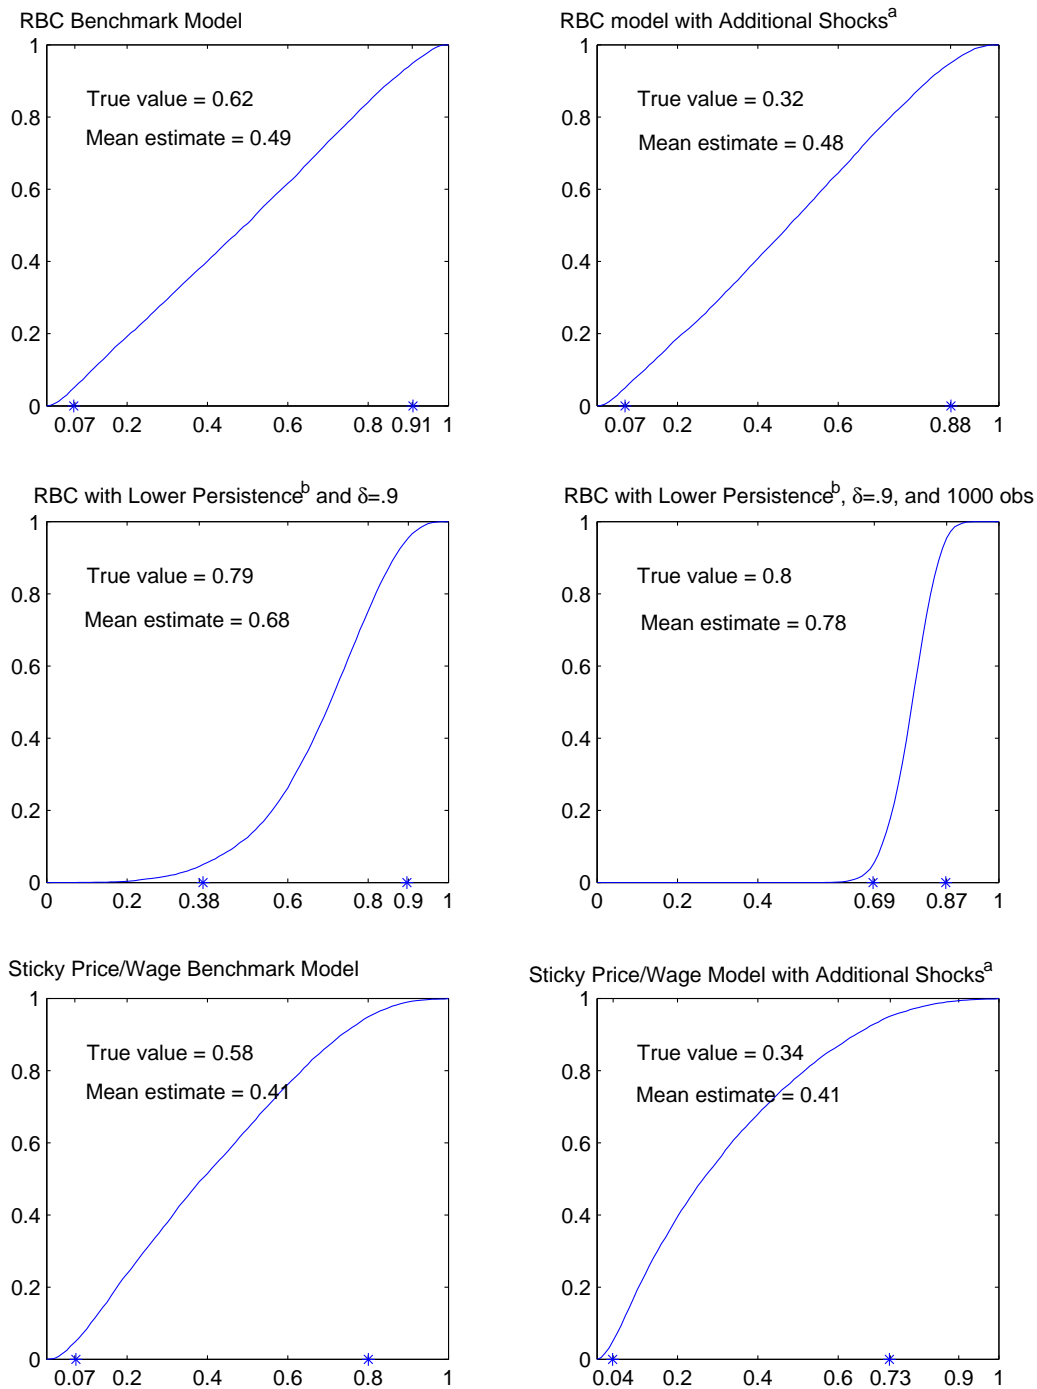 RBC Benchmark Model
1
0.8
0.6
0.4
0.2
0
True value = 0.62
Mean estimate = 0.49
0.07 0.2 0.4 0.6 0.8 0.91 1
RBC model with Additional Shocksa
1
0.8
0.6
0.4
0.2
0
True value = 0.32
Mean estimate = 0.48
0.07 0.2 0.4 0.6 0.88 1
RBC with Lower Persistenceb and δ=.9
1
0.8
0.6
0.4
0.2
0
True value = 0.79
Mean estimate = 0.68
0 0.2 0.38 0.6 0.8 0.9 1
RBC with Lower Persistenceb, δ=.9, and 1000 obs
1
0.8
0.6
0.4
0.2
0
True value = 0.8
Mean estimate = 0.78
0 0.2 0.4 0.69 0.87 1
Sticky Price/Wage Benchmark Model
1
0.8
0.6
0.4
0.2
0
True value = 0.58
Mean estimate = 0.41
0.07 0.2 0.4 0.6 0.8 1
Sticky Price/Wage Model with Additional Shocksa
1
0.8
0.6
0.4
0.2
0
True value = 0.34
Mean estimate = 0.41
0.04 0.2 0.4 0.6 0.73 0.9 1